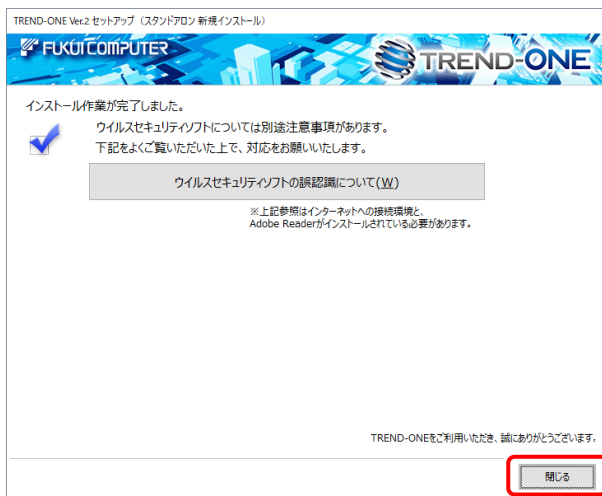 TREND-ONE Ver.2 セットアップ（スタンドアロン 新規インストール）
FUKUI COMPUTER
TREND-ONE
インストール作業が完了しました。
ウイルスセキュリティソフトについては別途注意事項があります。
下記をよくご覧いただいた上で、対応をお願いいたします。
ウイルスセキュリティソフトの誤認識について(W)
※上記参照はインターネットへの接続環境と、
Adobe Readerがインストールされている必要があります。
TREND-ONEをご利用いただき、誠にありがとうございます。
閉じる